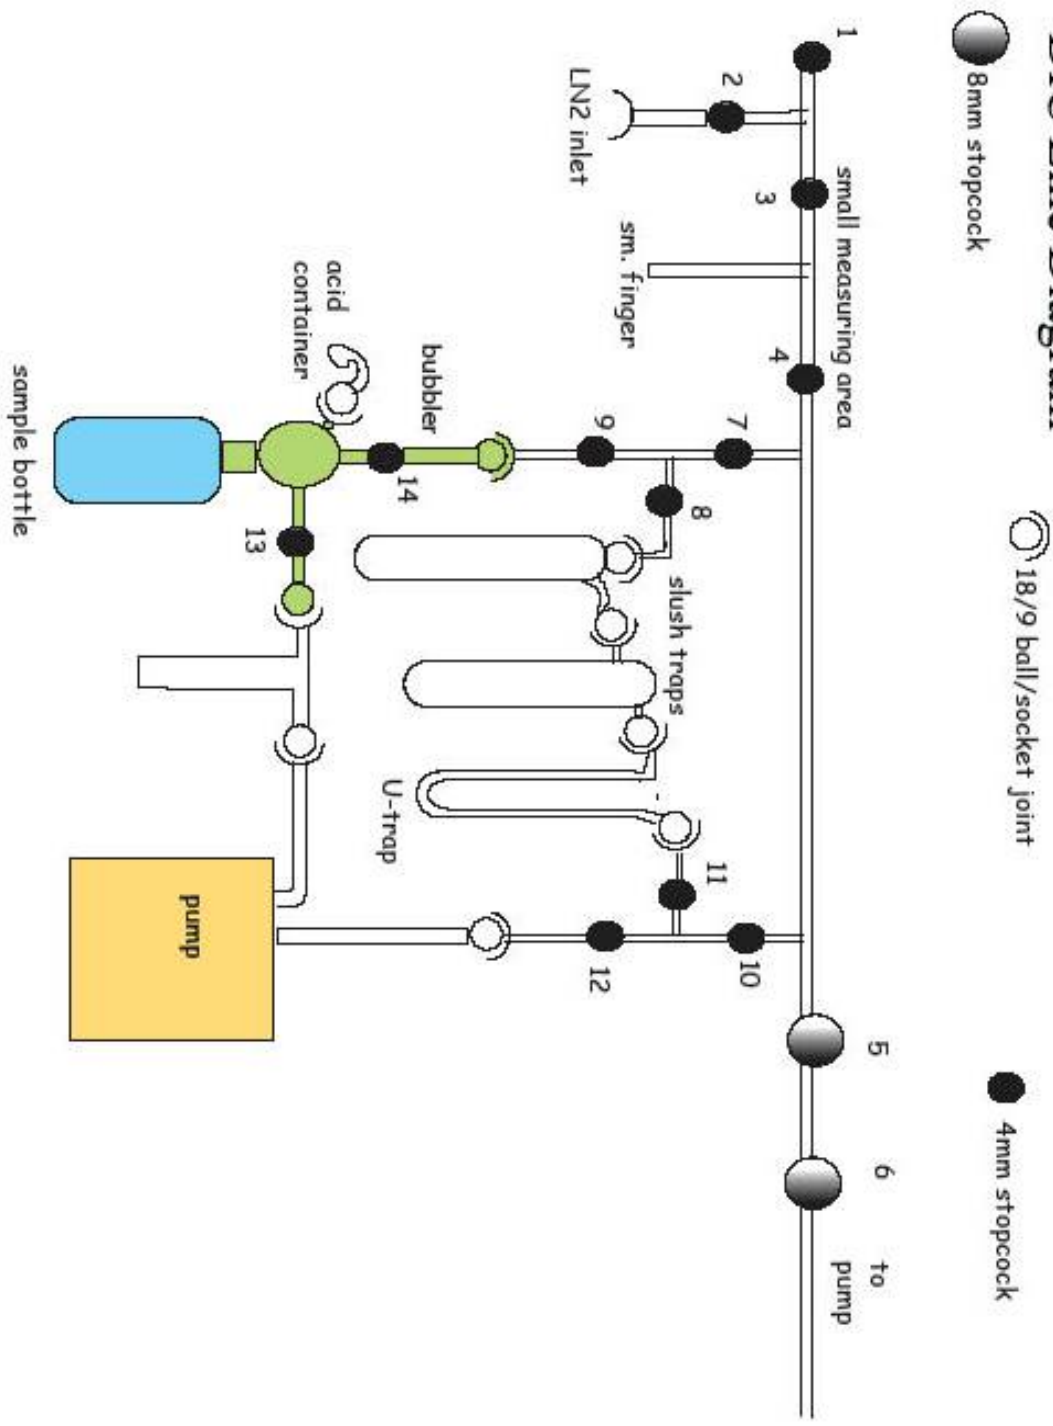 8mm stopcock
18/9 ball/socket joint
4mm stopcock
1
small measuring area
5
6
to
pump
2
3
4
7
10
LN2 inlet
sm. finger
9
8
slush traps
11
12
acid
container
bubbler
14
U-trap
13
pump
sample bottle